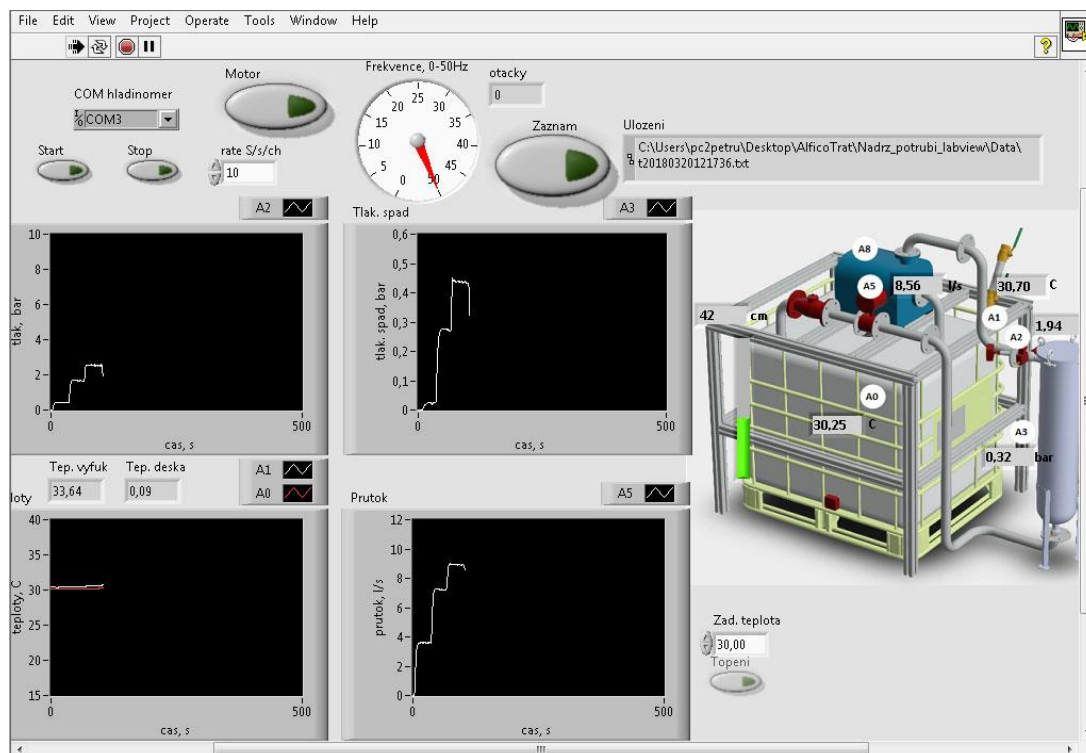 File Edit View Project Operate Tools Window Help
COM hladinomer
COM3
Start
Stop
rate S/s/ch
10
Motor
Frekvence, 0-50Hz
0
5
10
15
20
25
30
35
40
45
50
otacky
0
Zaznam
Ulozeni
C:\Users\pc2petru\Desktop\AlficoTrat\Nadrz_potrubi_labview\Data\
t20180320121736.txt
A2
tlak, bar
10
8
6
4
2
0
0 500
cas, s
Tlak. spad
A3
tlak. spad, bar
0,6
0,5
0,4
0,3
0,2
0,1
0
0 500
cas, s
A8
A5
8,56 l/s
30,70 C
42 cm
A1
A2
1,94
A0
30,25 C
A3
0,32 bar
Tep. vyfuk
33,64
Tep. deska
0,09
A1
A0
loty
teploty, C
40
35
30
25
20
15
0 500
cas, s
Prutok
A5
prutok, l/s
12
10
8
6
4
2
0
0 500
cas, s
Zad. teplota
30,00
Topeni